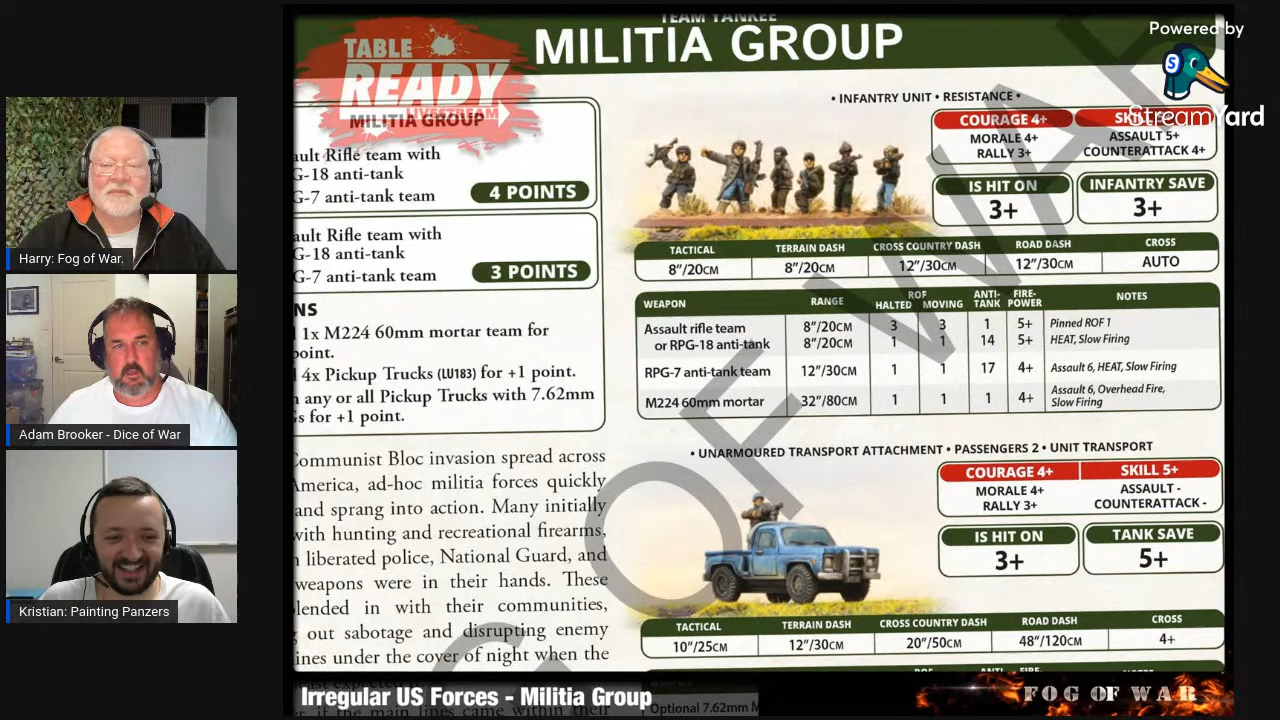 Harry: Fog of War.
Adam Brooker - Dice of War
Kristian: Painting Panzers
TEAM YANKEE
MILITIA GROUP
TABLE
READY
LIVESTREAM
Powered by
StreamYard
MILITIA GROUP
ault Rifle team with
G-18 anti-tank
G-7 anti-tank team
4 POINTS
ault Rifle team with
G-18 anti-tank
G-7 anti-tank team
3 POINTS
NS
1x M224 60mm mortar team for
point.
4x Pickup Trucks (LU183) for +1 point.
any or all Pickup Trucks with 7.62mm
Gs for +1 point.
Communist Bloc invasion spread across
America, ad-hoc militia forces quickly
and sprang into action. Many initially
with hunting and recreational firearms,
liberated police, National Guard, and
weapons were in their hands. These
lended in with their communities,
out sabotage and disrupting enemy
ines under the cover of night when the
if the main lines came within their
• INFANTRY UNIT • RESISTANCE •
COURAGE 4+
MORALE 4+
RALLY 3+
SKILL
ASSAULT 5+
COUNTERATTACK 4+
IS HIT ON
3+
INFANTRY SAVE
3+
TACTICAL TERRAIN DASH CROSS COUNTRY DASH ROAD DASH CROSS
8"/20CM 8"/20CM 12"/30CM 12"/30CM AUTO
WEAPON RANGE ROF HALTED MOVING ANTI-TANK FIRE-POWER NOTES
Assault rifle team 8"/20CM 3 3 1 5+ Pinned ROF 1
or RPG-18 anti-tank 8"/20CM 1 1 14 5+ HEAT, Slow Firing
RPG-7 anti-tank team 12"/30CM 1 1 17 4+ Assault 6, HEAT, Slow Firing
M224 60mm mortar 32"/80CM 1 1 1 4+ Assault 6, Overhead Fire,
Slow Firing
• UNARMOURED TRANSPORT ATTACHMENT • PASSENGERS 2 • UNIT TRANSPORT
COURAGE 4+
MORALE 4+
RALLY 3+
SKILL 5+
ASSAULT -
COUNTERATTACK -
IS HIT ON
3+
TANK SAVE
5+
TACTICAL TERRAIN DASH CROSS COUNTRY DASH ROAD DASH CROSS
10"/25CM 12"/30CM 20"/50CM 48"/120CM 4+
Optional 7.62mm M
FOG OF WAR
Irregular US Forces - Militia Group
FOG OF WAR